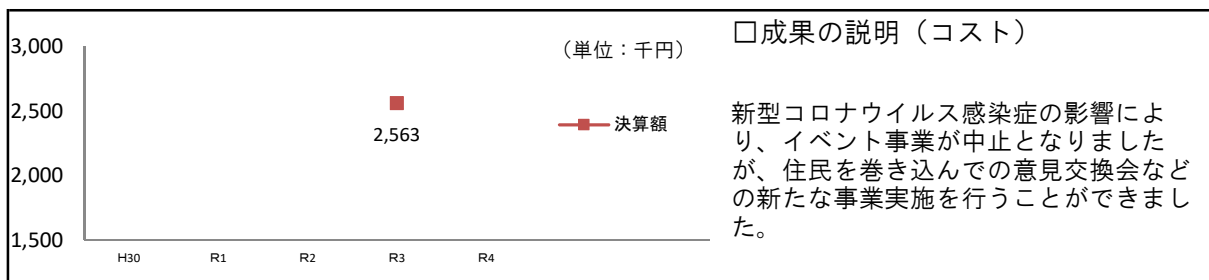 3,000
2,500
2,000
1,500
（単位：千円）
決算額
2,563
H30
R1
R2
R3
R4
□成果の説明（コスト）
新型コロナウイルス感染症の影響によ
り、イベント事業が中止となりました
が、住民を巻き込んでの意見交換会など
の新たな事業実施を行うことができまし
た。